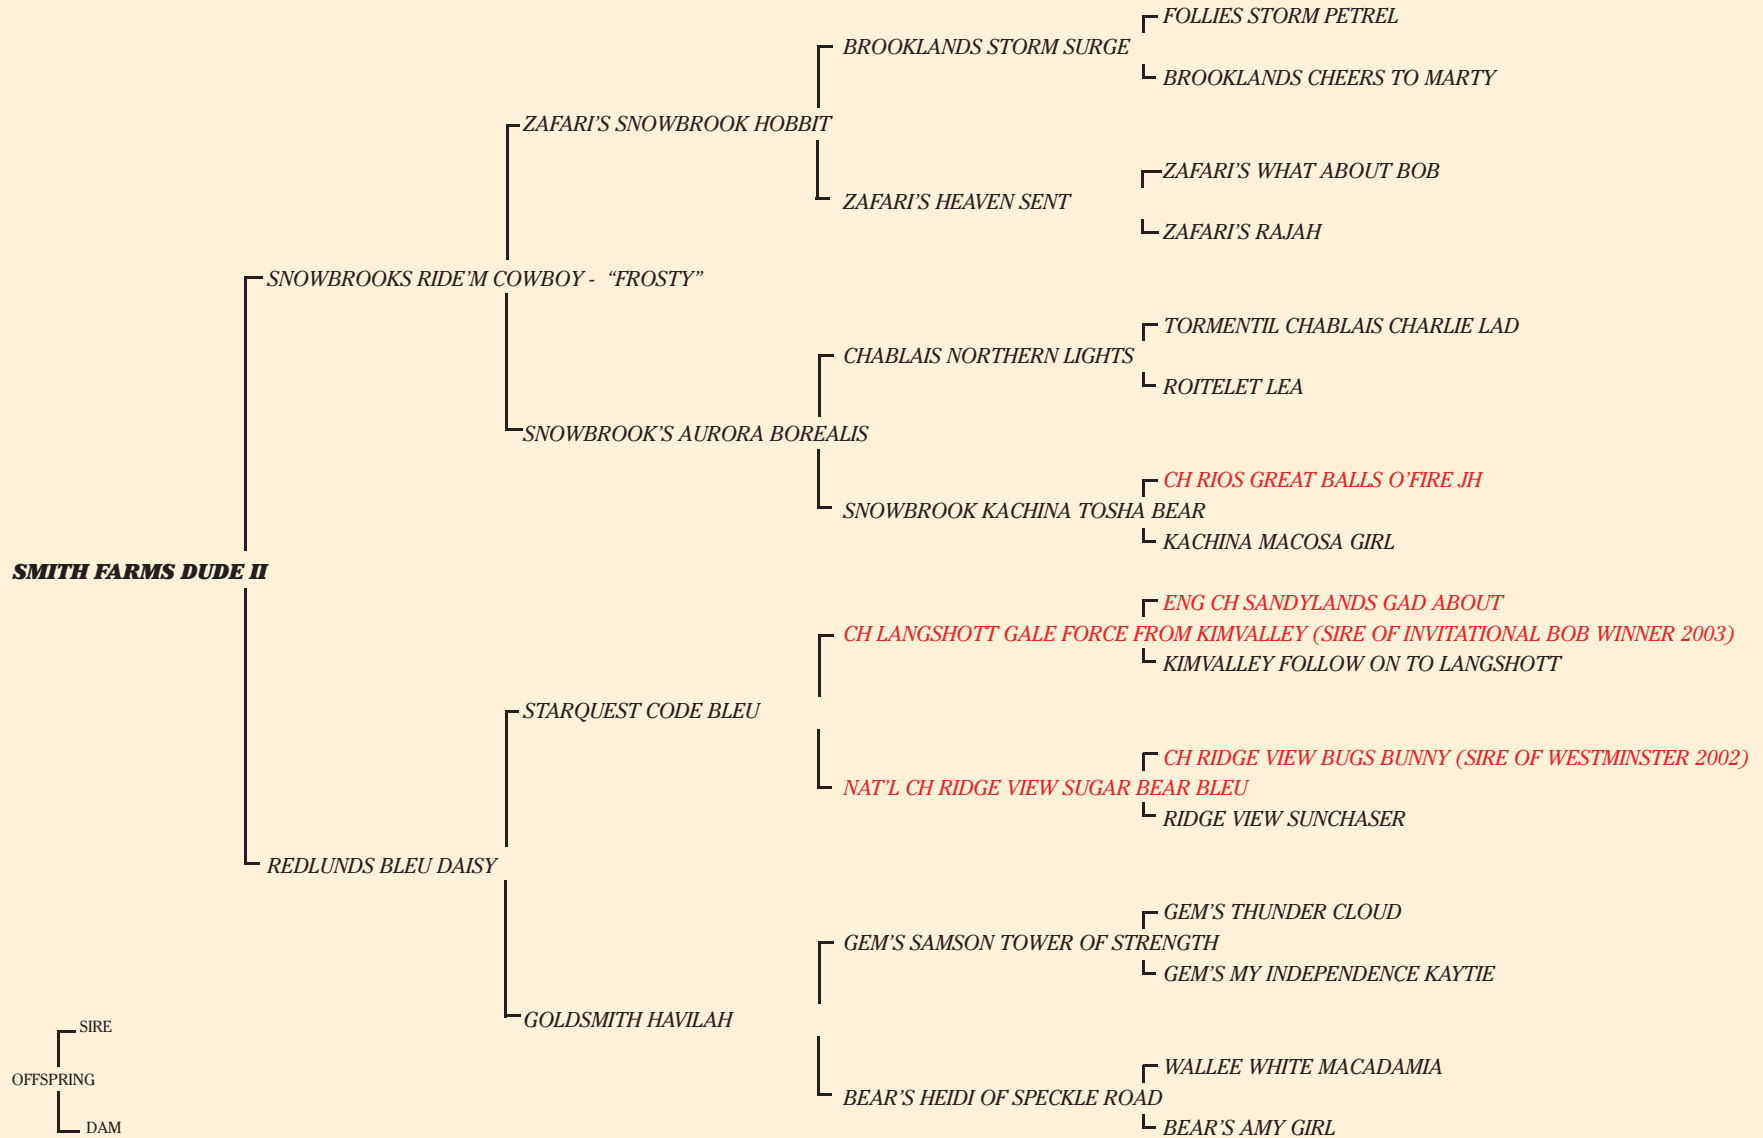 FOLLIES STORM PETREL
BROOKLANDS STORM SURGE
BROOKLANDS CHEERS TO MARTY
ZAFARI'S SNOWBROOK HOBBIT
ZAFARI'S WHAT ABOUT BOB
ZAFARI'S HEAVEN SENT
ZAFARI'S RAJAH
SNOWBROOKS RIDE'M COWBOY - “FROSTY”
TORMENTIL CHABLAIS CHARLIE LAD
CHABLAIS NORTHERN LIGHTS
ROITELET LEA
SNOWBROOK'S AURORA BOREALIS
CH RIOS GREAT BALLS O'FIRE JH
SNOWBROOK KACHINA TOSHA BEAR
KACHINA MACOSA GIRL
SMITH FARMS DUDE II
ENG CH SANDYLANDS GAD ABOUT
CH LANGSHOTT GALE FORCE FROM KIMVALLEY (SIRE OF INVITATIONAL BOB WINNER 2003)
KIMVALLEY FOLLOW ON TO LANGSHOTT
STARQUEST CODE BLEU
CH RIDGE VIEW BUGS BUNNY (SIRE OF WESTMINSTER 2002)
NAT'L CH RIDGE VIEW SUGAR BEAR BLEU
RIDGE VIEW SUNCHASER
REDLUNDS BLEU DAISY
GEM'S THUNDER CLOUD
GEM'S SAMSON TOWER OF STRENGTH
GEM'S MY INDEPENDENCE KAYTIE
GOLDSMITH HAVILAH
WALLEE WHITE MACADAMIA
BEAR'S HEIDI OF SPECKLE ROAD
BEAR'S AMY GIRL
SIRE
OFFSPRING
DAM